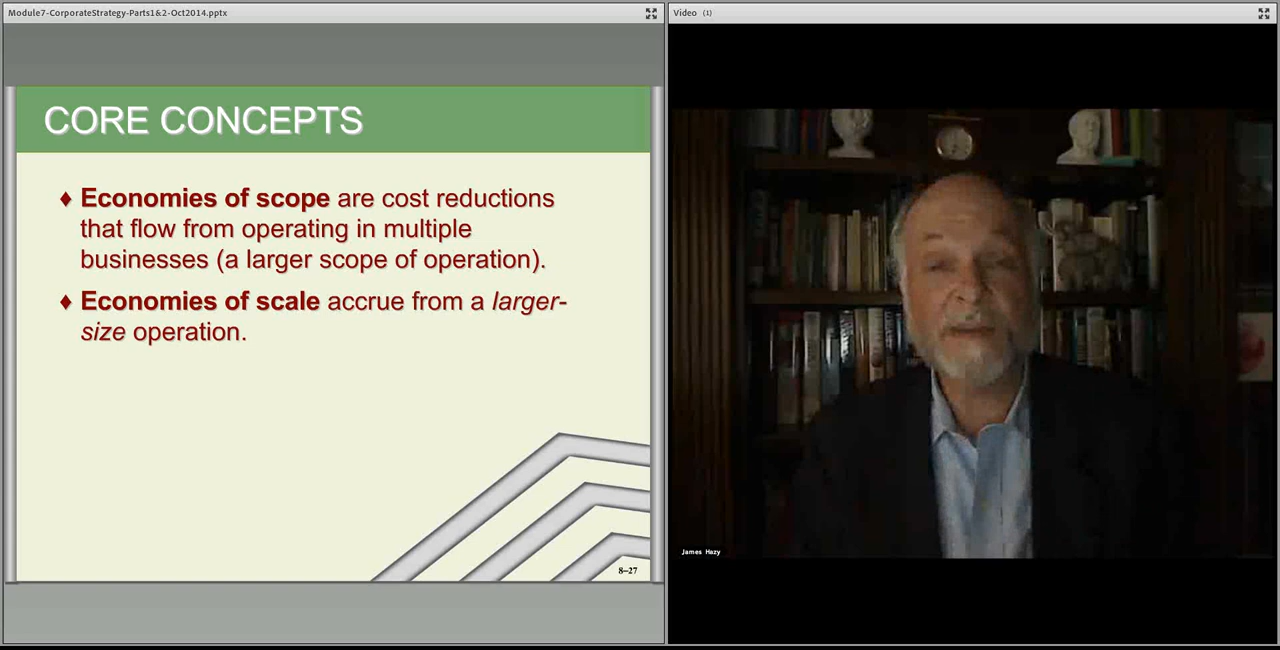 Module7-CorporateStrategy-Parts1&2-Oct2014.pptx
Video (1)
CORE CONCEPTS
♦ Economies of scope are cost reductions
that flow from operating in multiple
businesses (a larger scope of operation).
♦ Economies of scale accrue from a larger-
size operation.
8–27
James Hazy